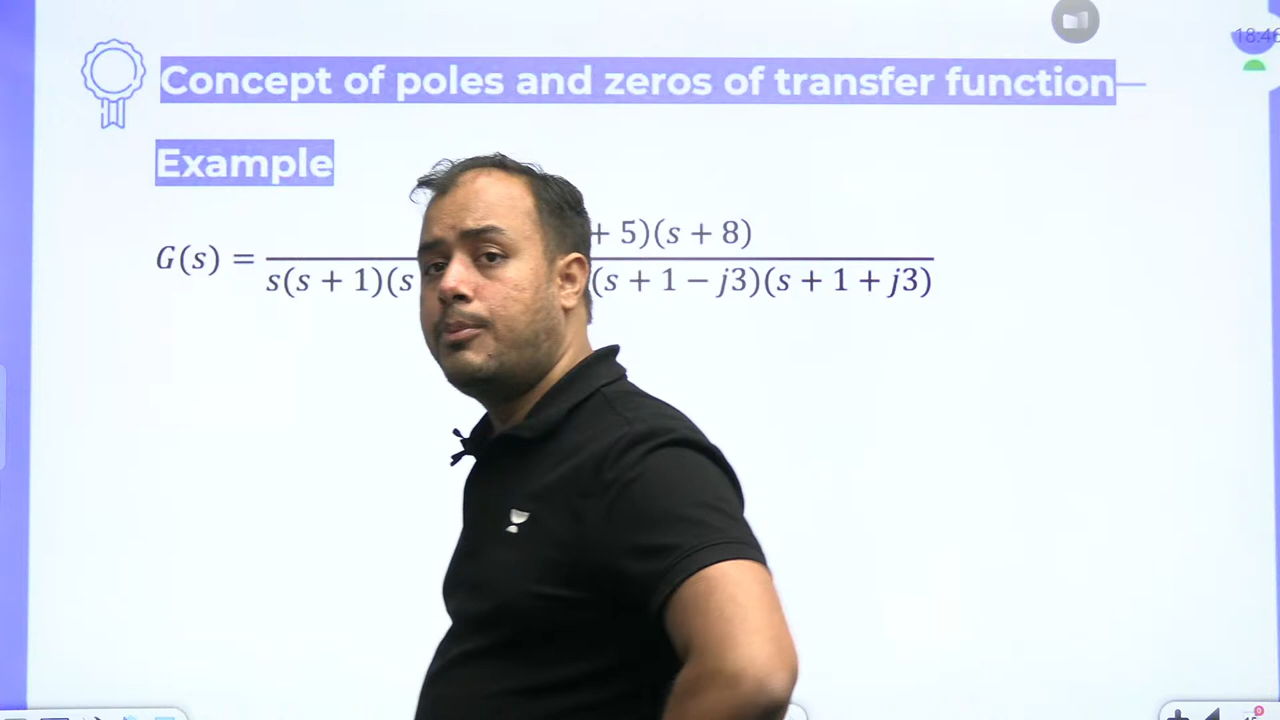 18:46
Concept of poles and zeros of transfer function—
Example
+ 5)(s + 8)
G(s) =
s(s + 1)(s (s + 1 − j3)(s + 1 + j3)